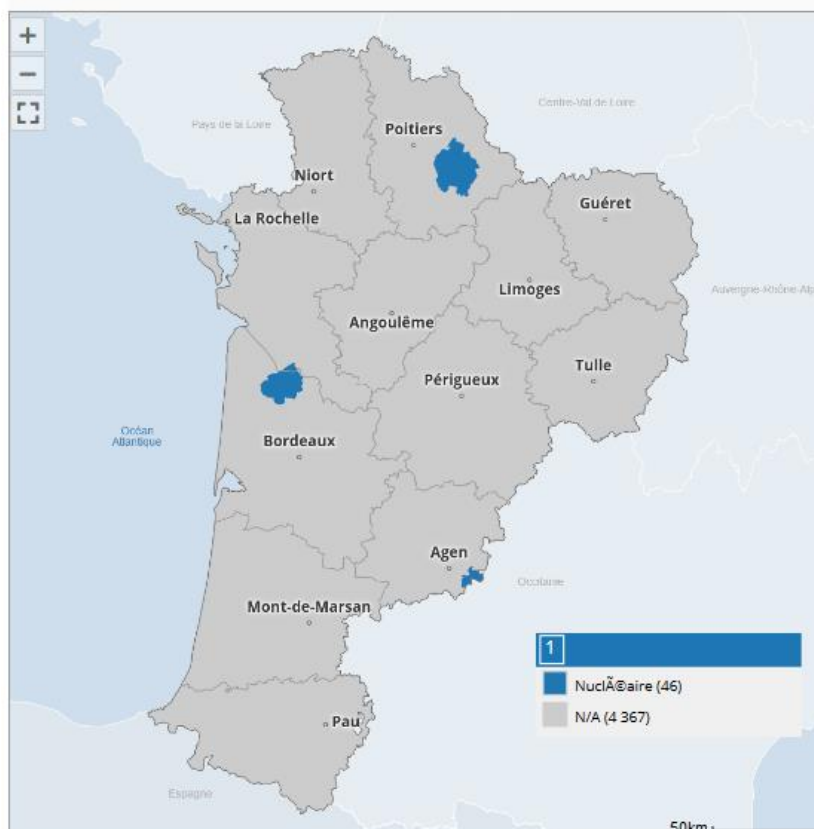 +
−
Centre-Val de Loire
Pays de la Loire
Poitiers
Niort
Guéret
La Rochelle
Limoges
Auvergne-Rhône-Alp
Angoulême
Tulle
Périgueux
Océan
Atlantique
Bordeaux
Agen
Occitanie
Mont-de-Marsan
1
NuclÃ©aire (46)
N/A (4 367)
Pau
Espagne
50km